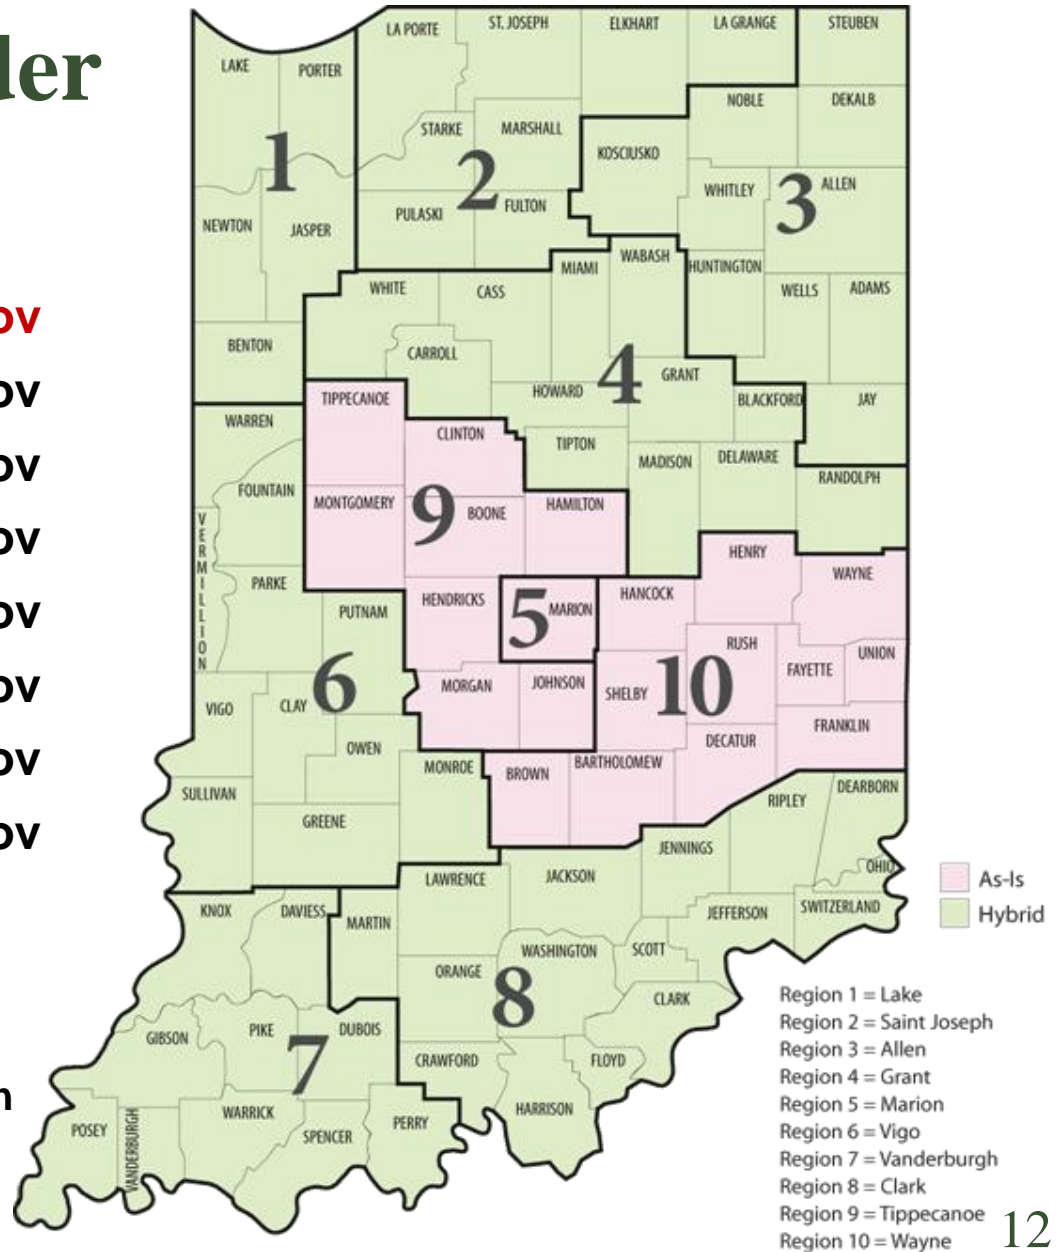 der
ov
ov
ov
ov
ov
ov
ov
ov
n
LA PORTE
ST. JOSEPH
ELKHART
LA GRANGE
STEUBEN
LAKE
PORTER
NOBLE
DEKALB
STARKE
MARSHALL
KOSCIUSKO
1
2
WHITLEY
3
ALLEN
NEWTON
JASPER
PULASKI
FULTON
MIAMI
WABASH
HUNTINGTON
WHITE
CASS
WELLS
ADAMS
BENTON
CARROLL
4
GRANT
HOWARD
BLACKFORD
JAY
TIPPECANOE
WARREN
CLINTON
TIPTON
MADISON
DELAWARE
RANDOLPH
FOUNTAIN
MONTGOMERY
9
BOONE
HAMILTON
VERMILLION
HENRY
WAYNE
PARKE
PUTNAM
HENDRICKS
5
MARION
HANCOCK
RUSH
FAYETTE
UNION
6
MORGAN
JOHNSON
SHELBY
10
VIGO
CLAY
FRANKLIN
OWEN
DECATUR
MONROE
BROWN
BARTHOLOMEW
SULLIVAN
RIPLEY
DEARBORN
GREENE
JENNINGS
OHIO
LAWRENCE
JACKSON
KNOX
DAVIESS
MARTIN
JEFFERSON
SWITZERLAND
WASHINGTON
SCOTT
ORANGE
8
CLARK
GIBSON
PIKE
7
DUBOIS
CRAWFORD
FLOYD
WARRICK
HARRISON
POSEY
VANDERBURGH
SPENCER
PERRY
As-Is
Hybrid
Region 1 = Lake
Region 2 = Saint Joseph
Region 3 = Allen
Region 4 = Grant
Region 5 = Marion
Region 6 = Vigo
Region 7 = Vanderburgh
Region 8 = Clark
Region 9 = Tippecanoe
Region 10 = Wayne
12